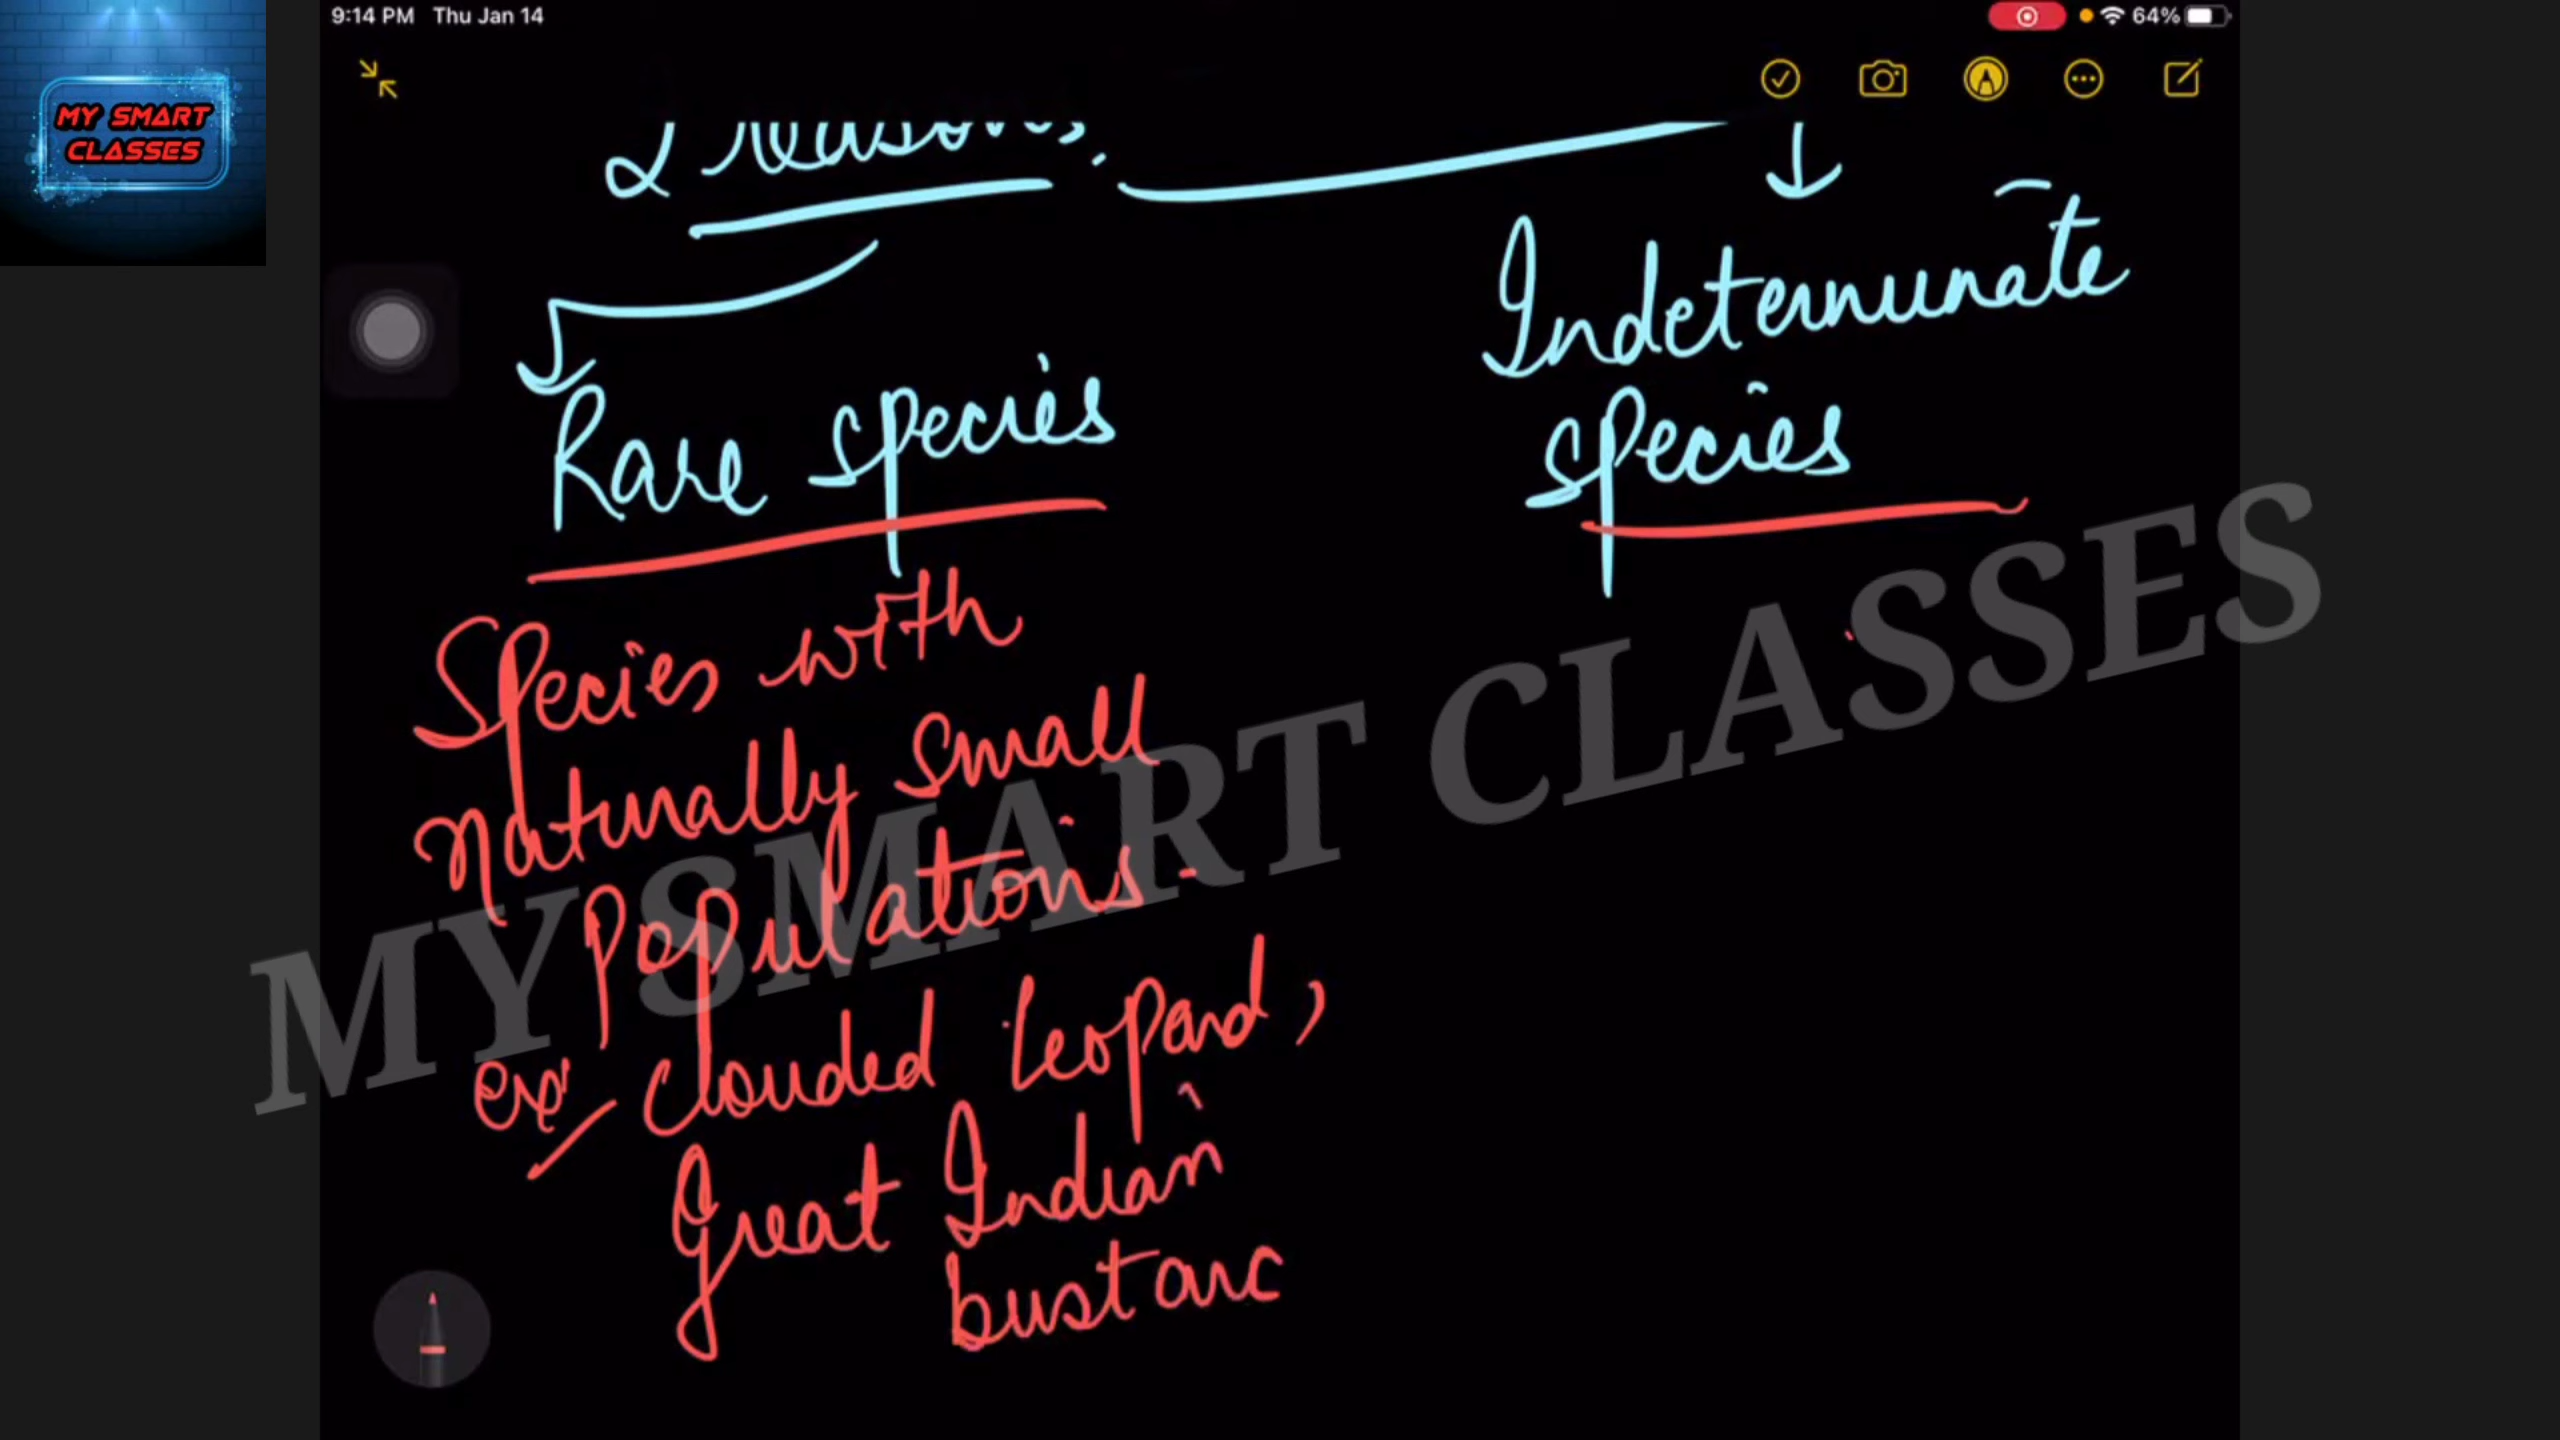 MY SMART
CLASSES
9:14 PM Thu Jan 14
64%
2 reasons.
Indeterminate
species
Rare species
Species with
naturally small
populations.
ex clouded leopard,
Great Indian
bustarc
MY SMART CLASSES